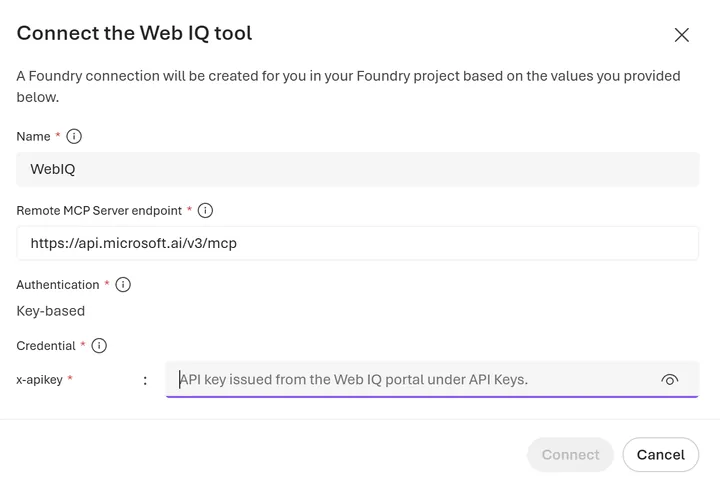 Connect the Web IQ tool
A Foundry connection will be created for you in your Foundry project based on the values you provided
below.
Name *
WebIQ
Remote MCP Server endpoint *
https://api.microsoft.ai/v3/mcp
Authentication *
Key-based
Credential *
x-apikey * : API key issued from the Web IQ portal under API Keys.
Connect Cancel